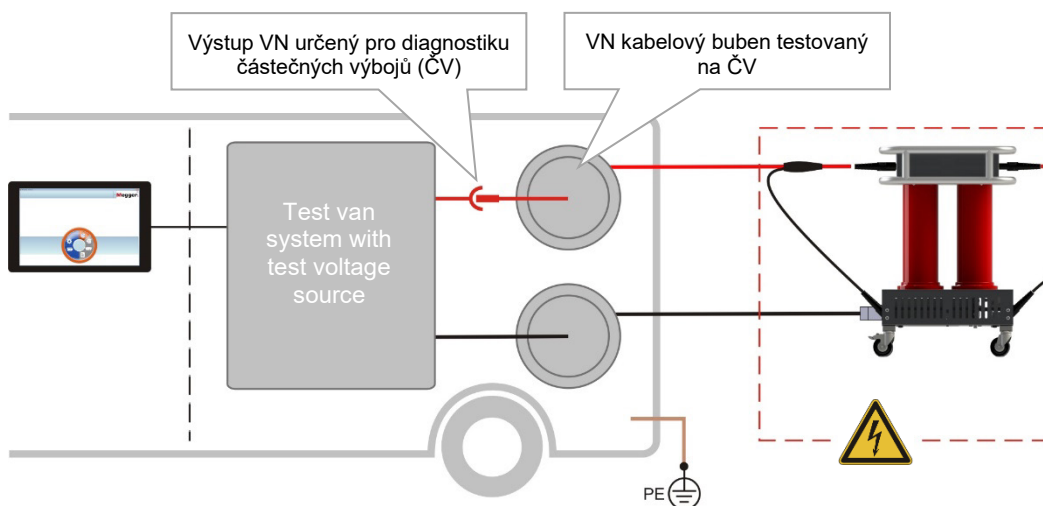 Výstup VN určený pro diagnostiku
částečných výbojů (ČV)
VN kabelový buben testovaný
na ČV
Megger
Test van
system with
test voltage
source
PE